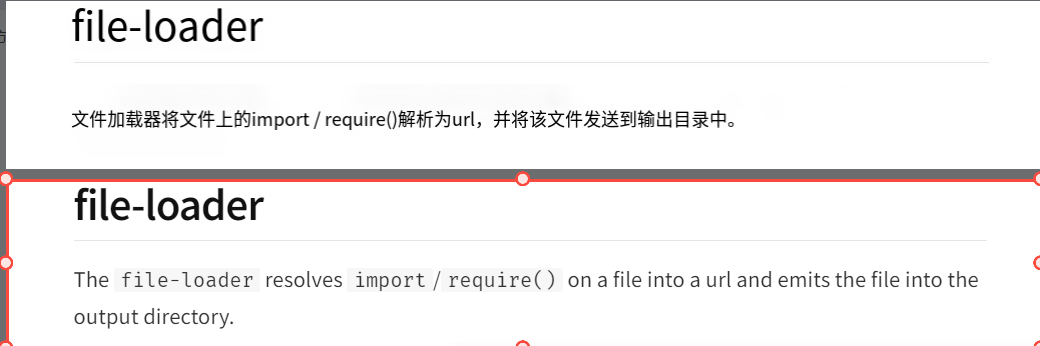 file-loader
文件加载器将文件上的import / require()解析为url，并将该文件发送到输出目录中。
file-loader
The file-loader resolves import / require() on a file into a url and emits the file into the
output directory.